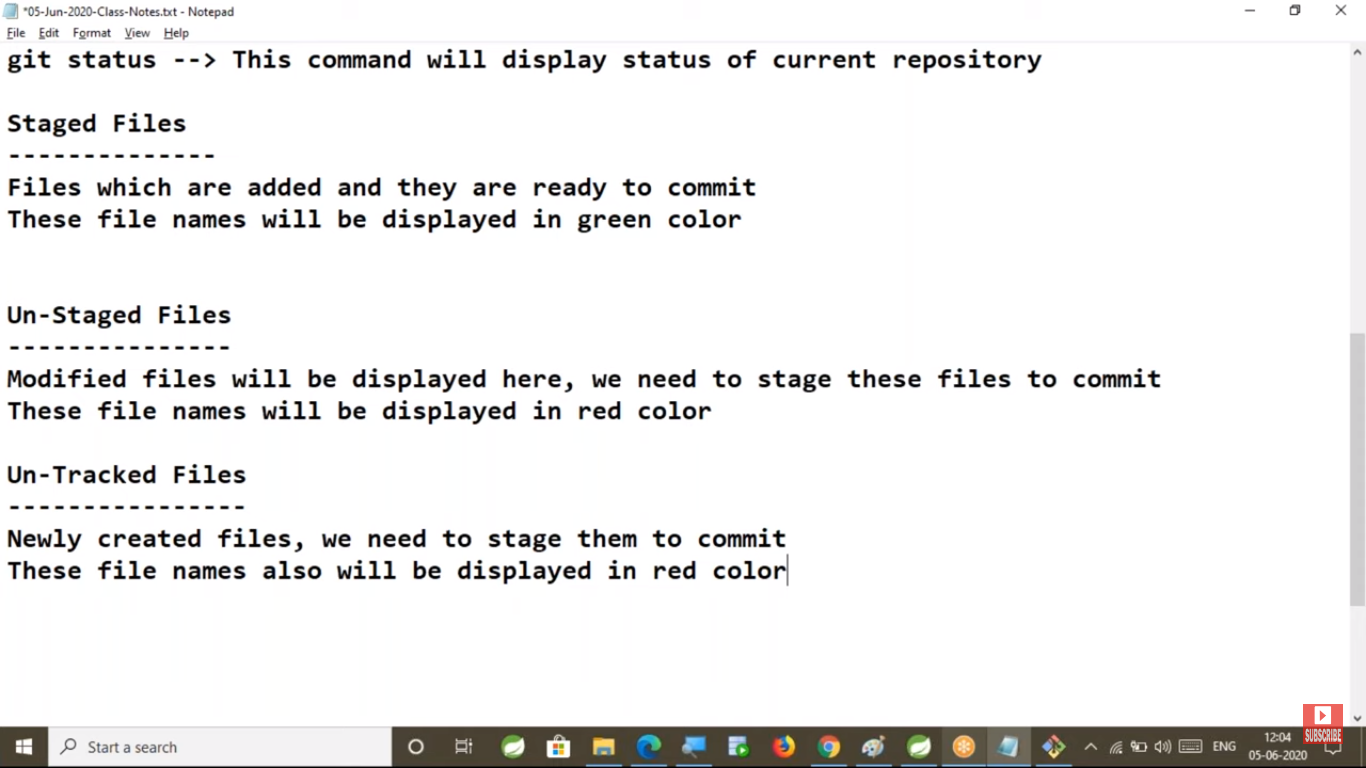 *05-Jun-2020-Class-Notes.txt - Notepad
File Edit Format View Help
git status --> This command will display status of current repository
Staged Files
--------------
Files which are added and they are ready to commit
These file names will be displayed in green color
Un-Staged Files
---------------
Modified files will be displayed here, we need to stage these files to commit
These file names will be displayed in red color
Un-Tracked Files
----------------
Newly created files, we need to stage them to commit
These file names also will be displayed in red color
SUBSCRIBE
Start a search
ENG
12:04
05-06-2020